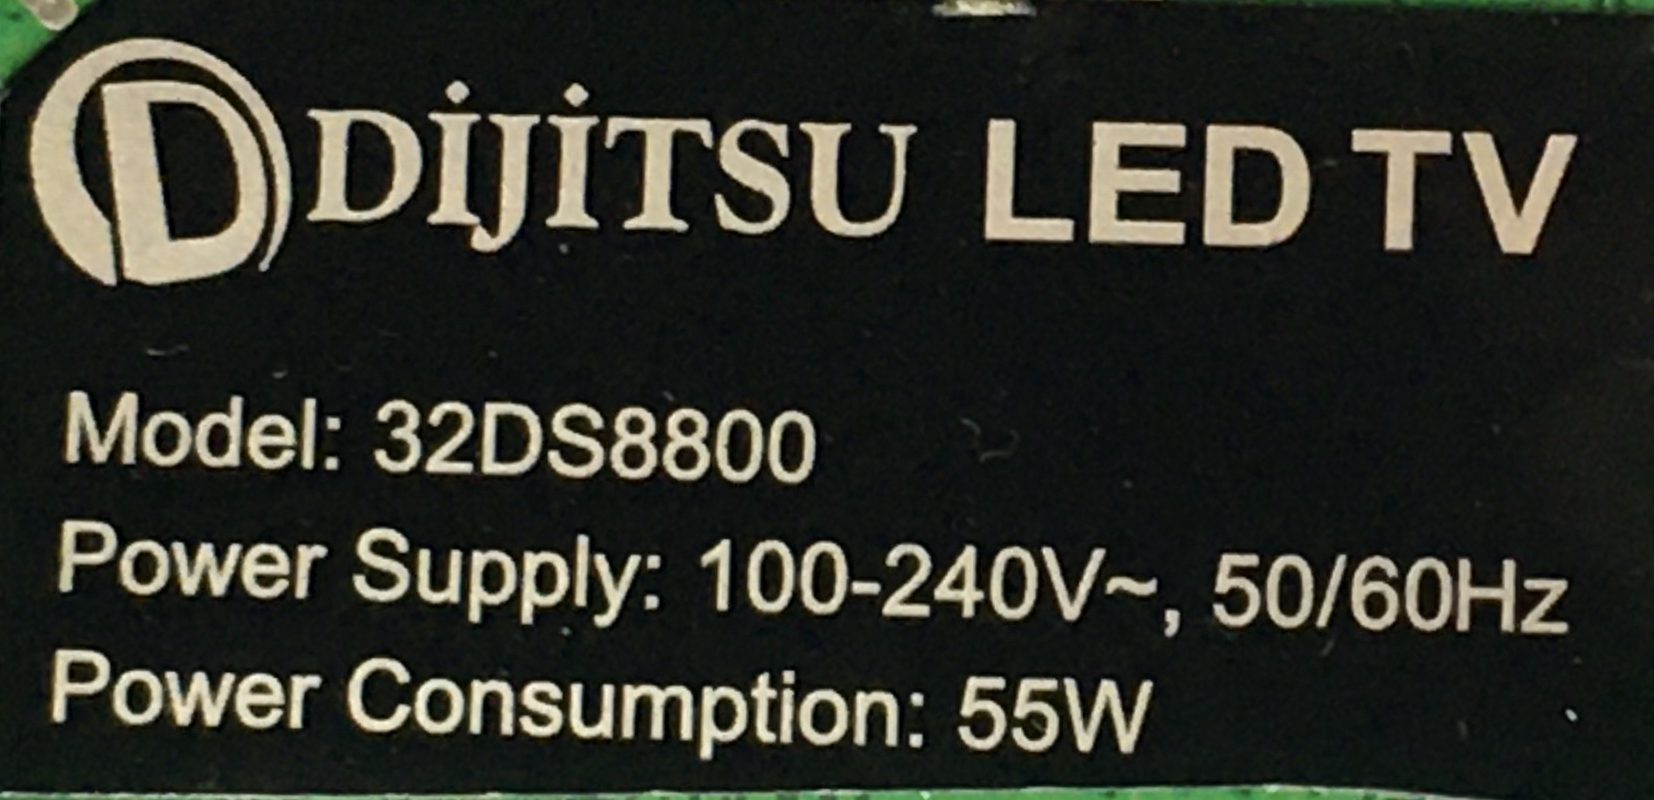 DİJİTSU LED TV
Model: 32DS8800
Power Supply: 100-240V~, 50/60Hz
Power Consumption: 55W